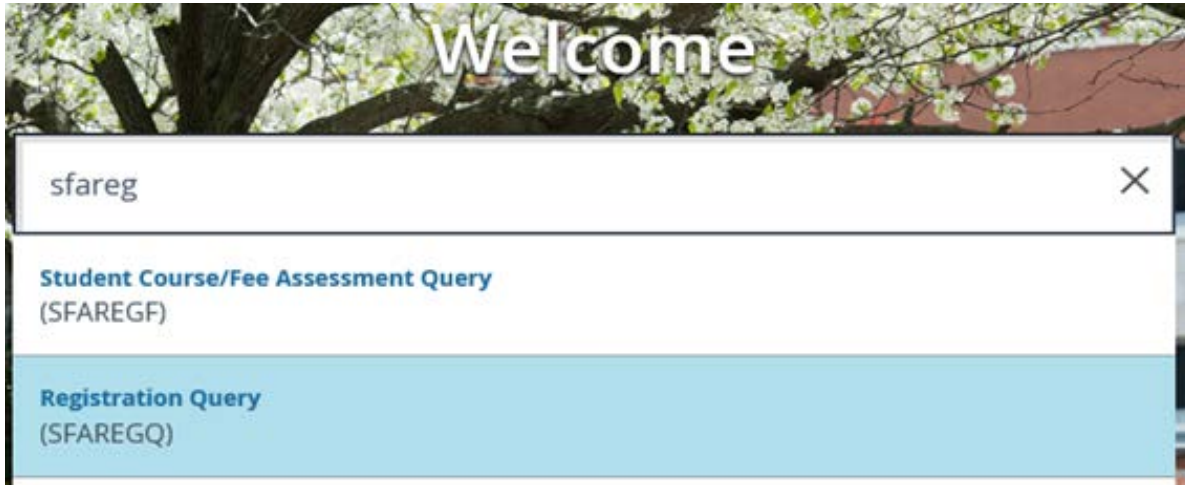 Welcome
sfareg
Student Course/Fee Assessment Query
(SFAREGF)
Registration Query
(SFAREGQ)